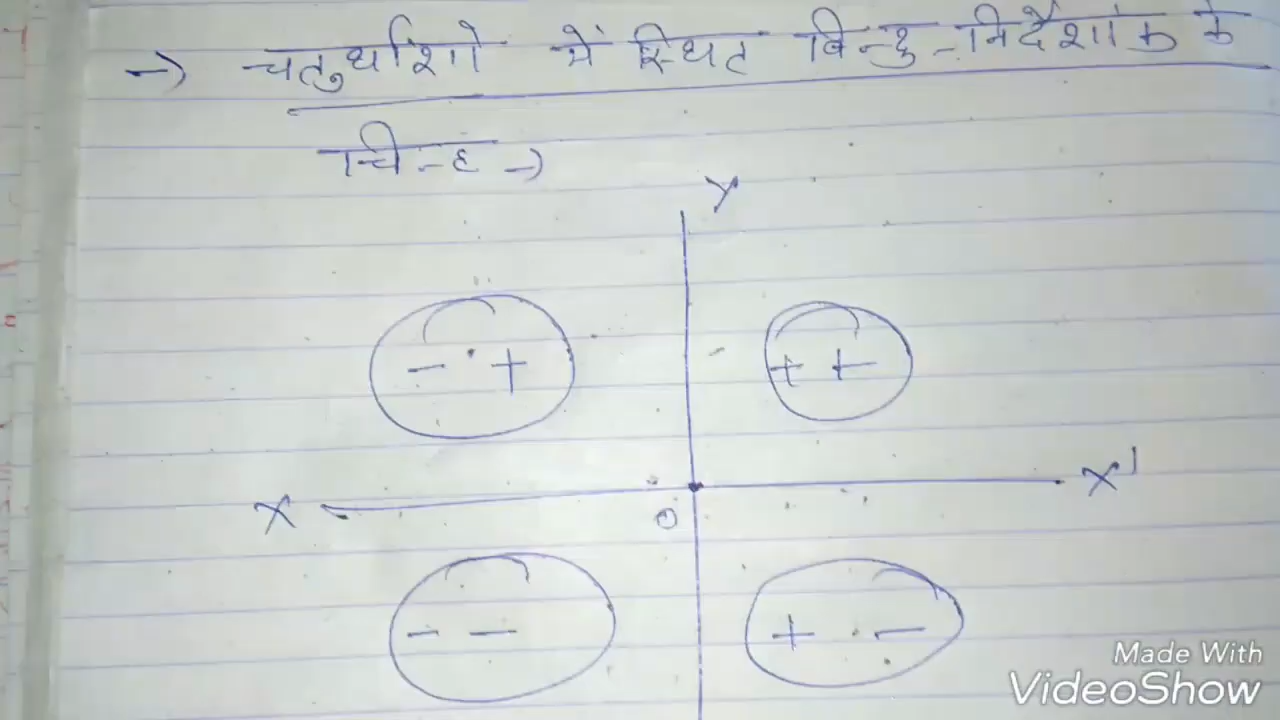 → चतुर्थांशो में स्थित बिन्दु-निर्देशांक के
चिन्ह →
Y
- + ++
X X'
O
- - + -
Made With
VideoShow